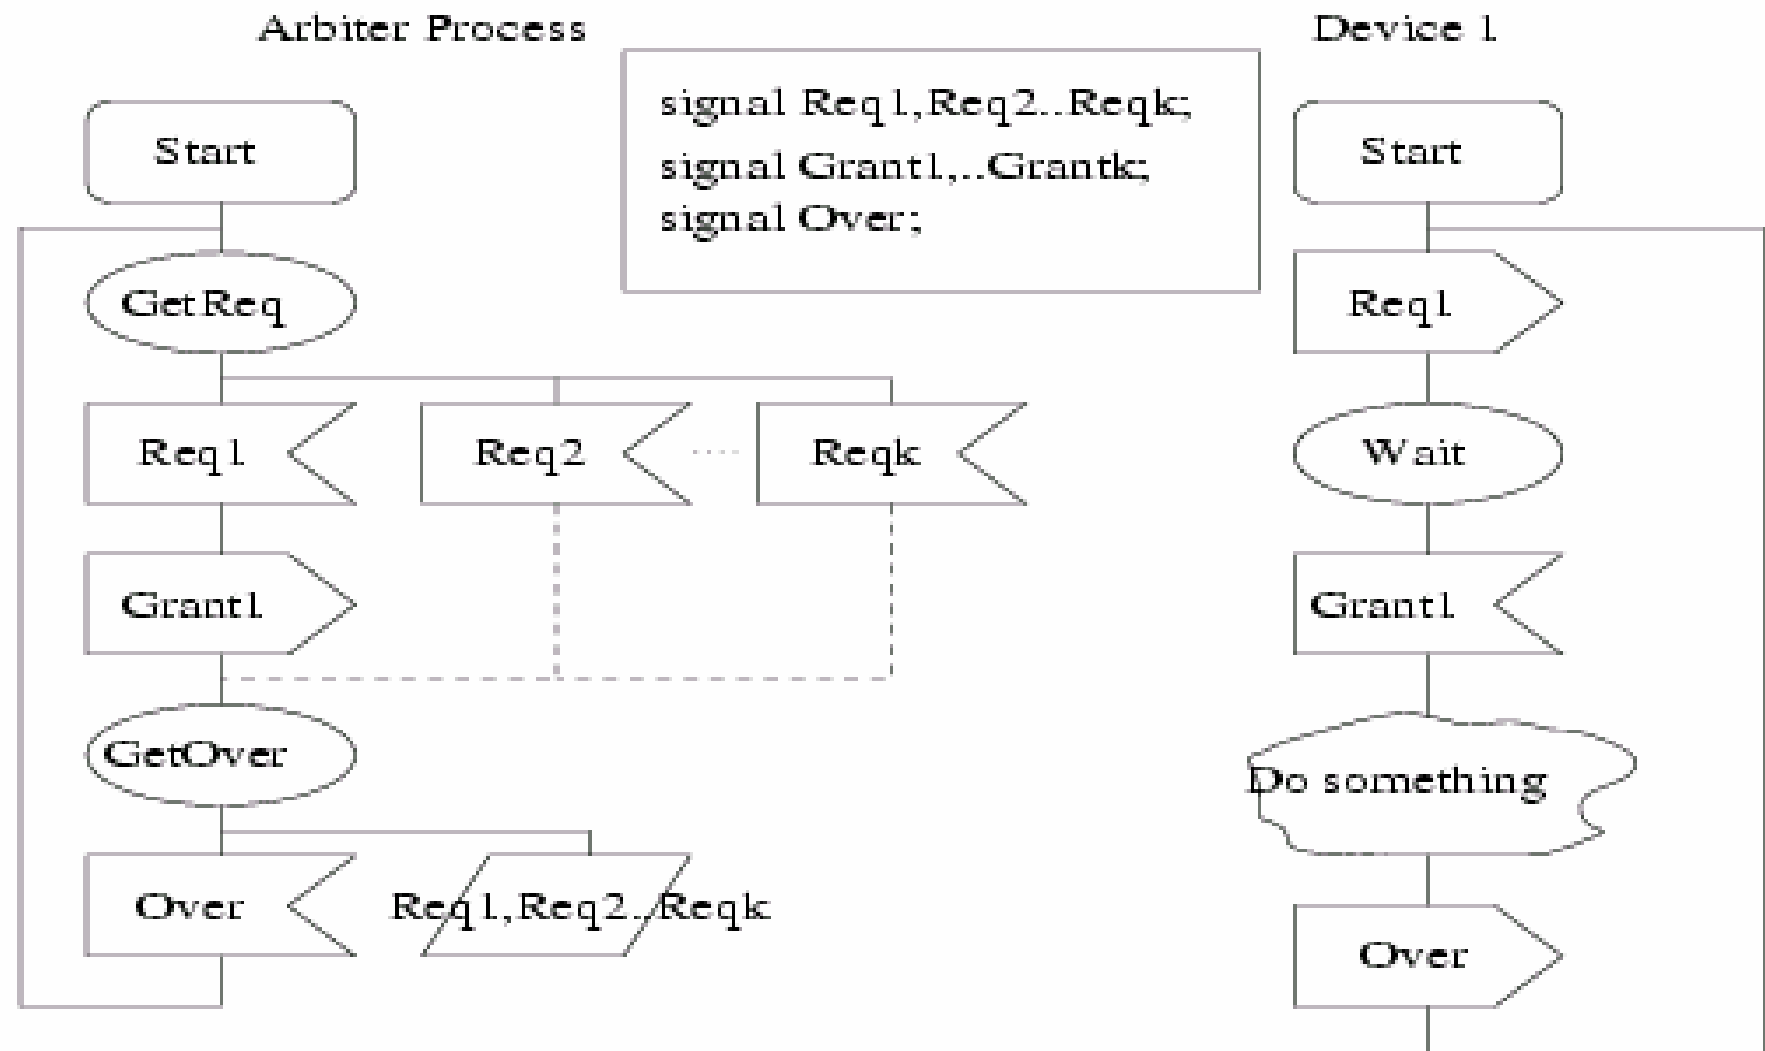 Arbiter Process
Device 1
signal Req1,Req2..Reqk;
signal Grant1,..Grantk;
signal Over;
Start
GetReq
Req1
Req2
....
Reqk
Grant1
GetOver
Over
Req1,Req2../Reqk
Start
Req1
Wait
Grant1
Do something
Over